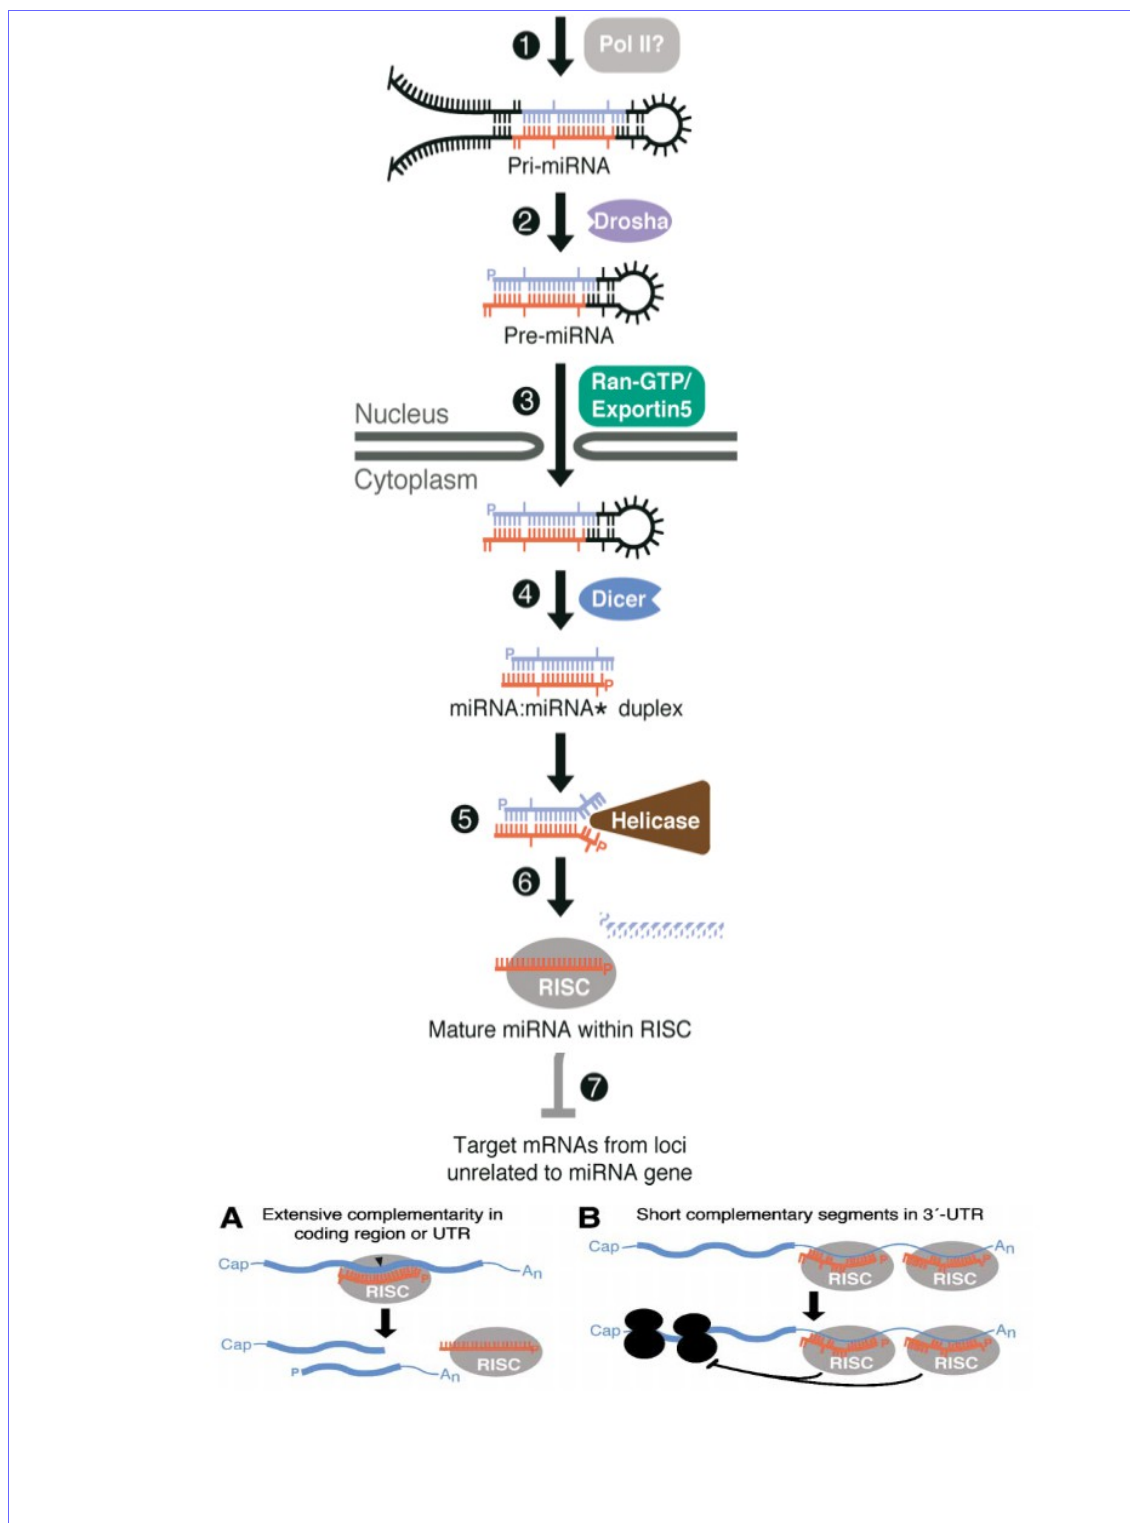 1 Pol II?
Pri-miRNA
2 Drosha
P
Pre-miRNA
3 Ran-GTP/
Exportin5
Nucleus
Cytoplasm
P
4 Dicer
P
P
miRNA:miRNA* duplex
P
5 Helicase
P
6
P
RISC
Mature miRNA within RISC
7
Target mRNAs from loci
unrelated to miRNA gene
A Extensive complementarity in
coding region or UTR
Cap An
P
RISC
Cap
P
RISC
P An
B Short complementary segments in 3´-UTR
Cap An
P P
RISC RISC
Cap An
P P
RISC RISC